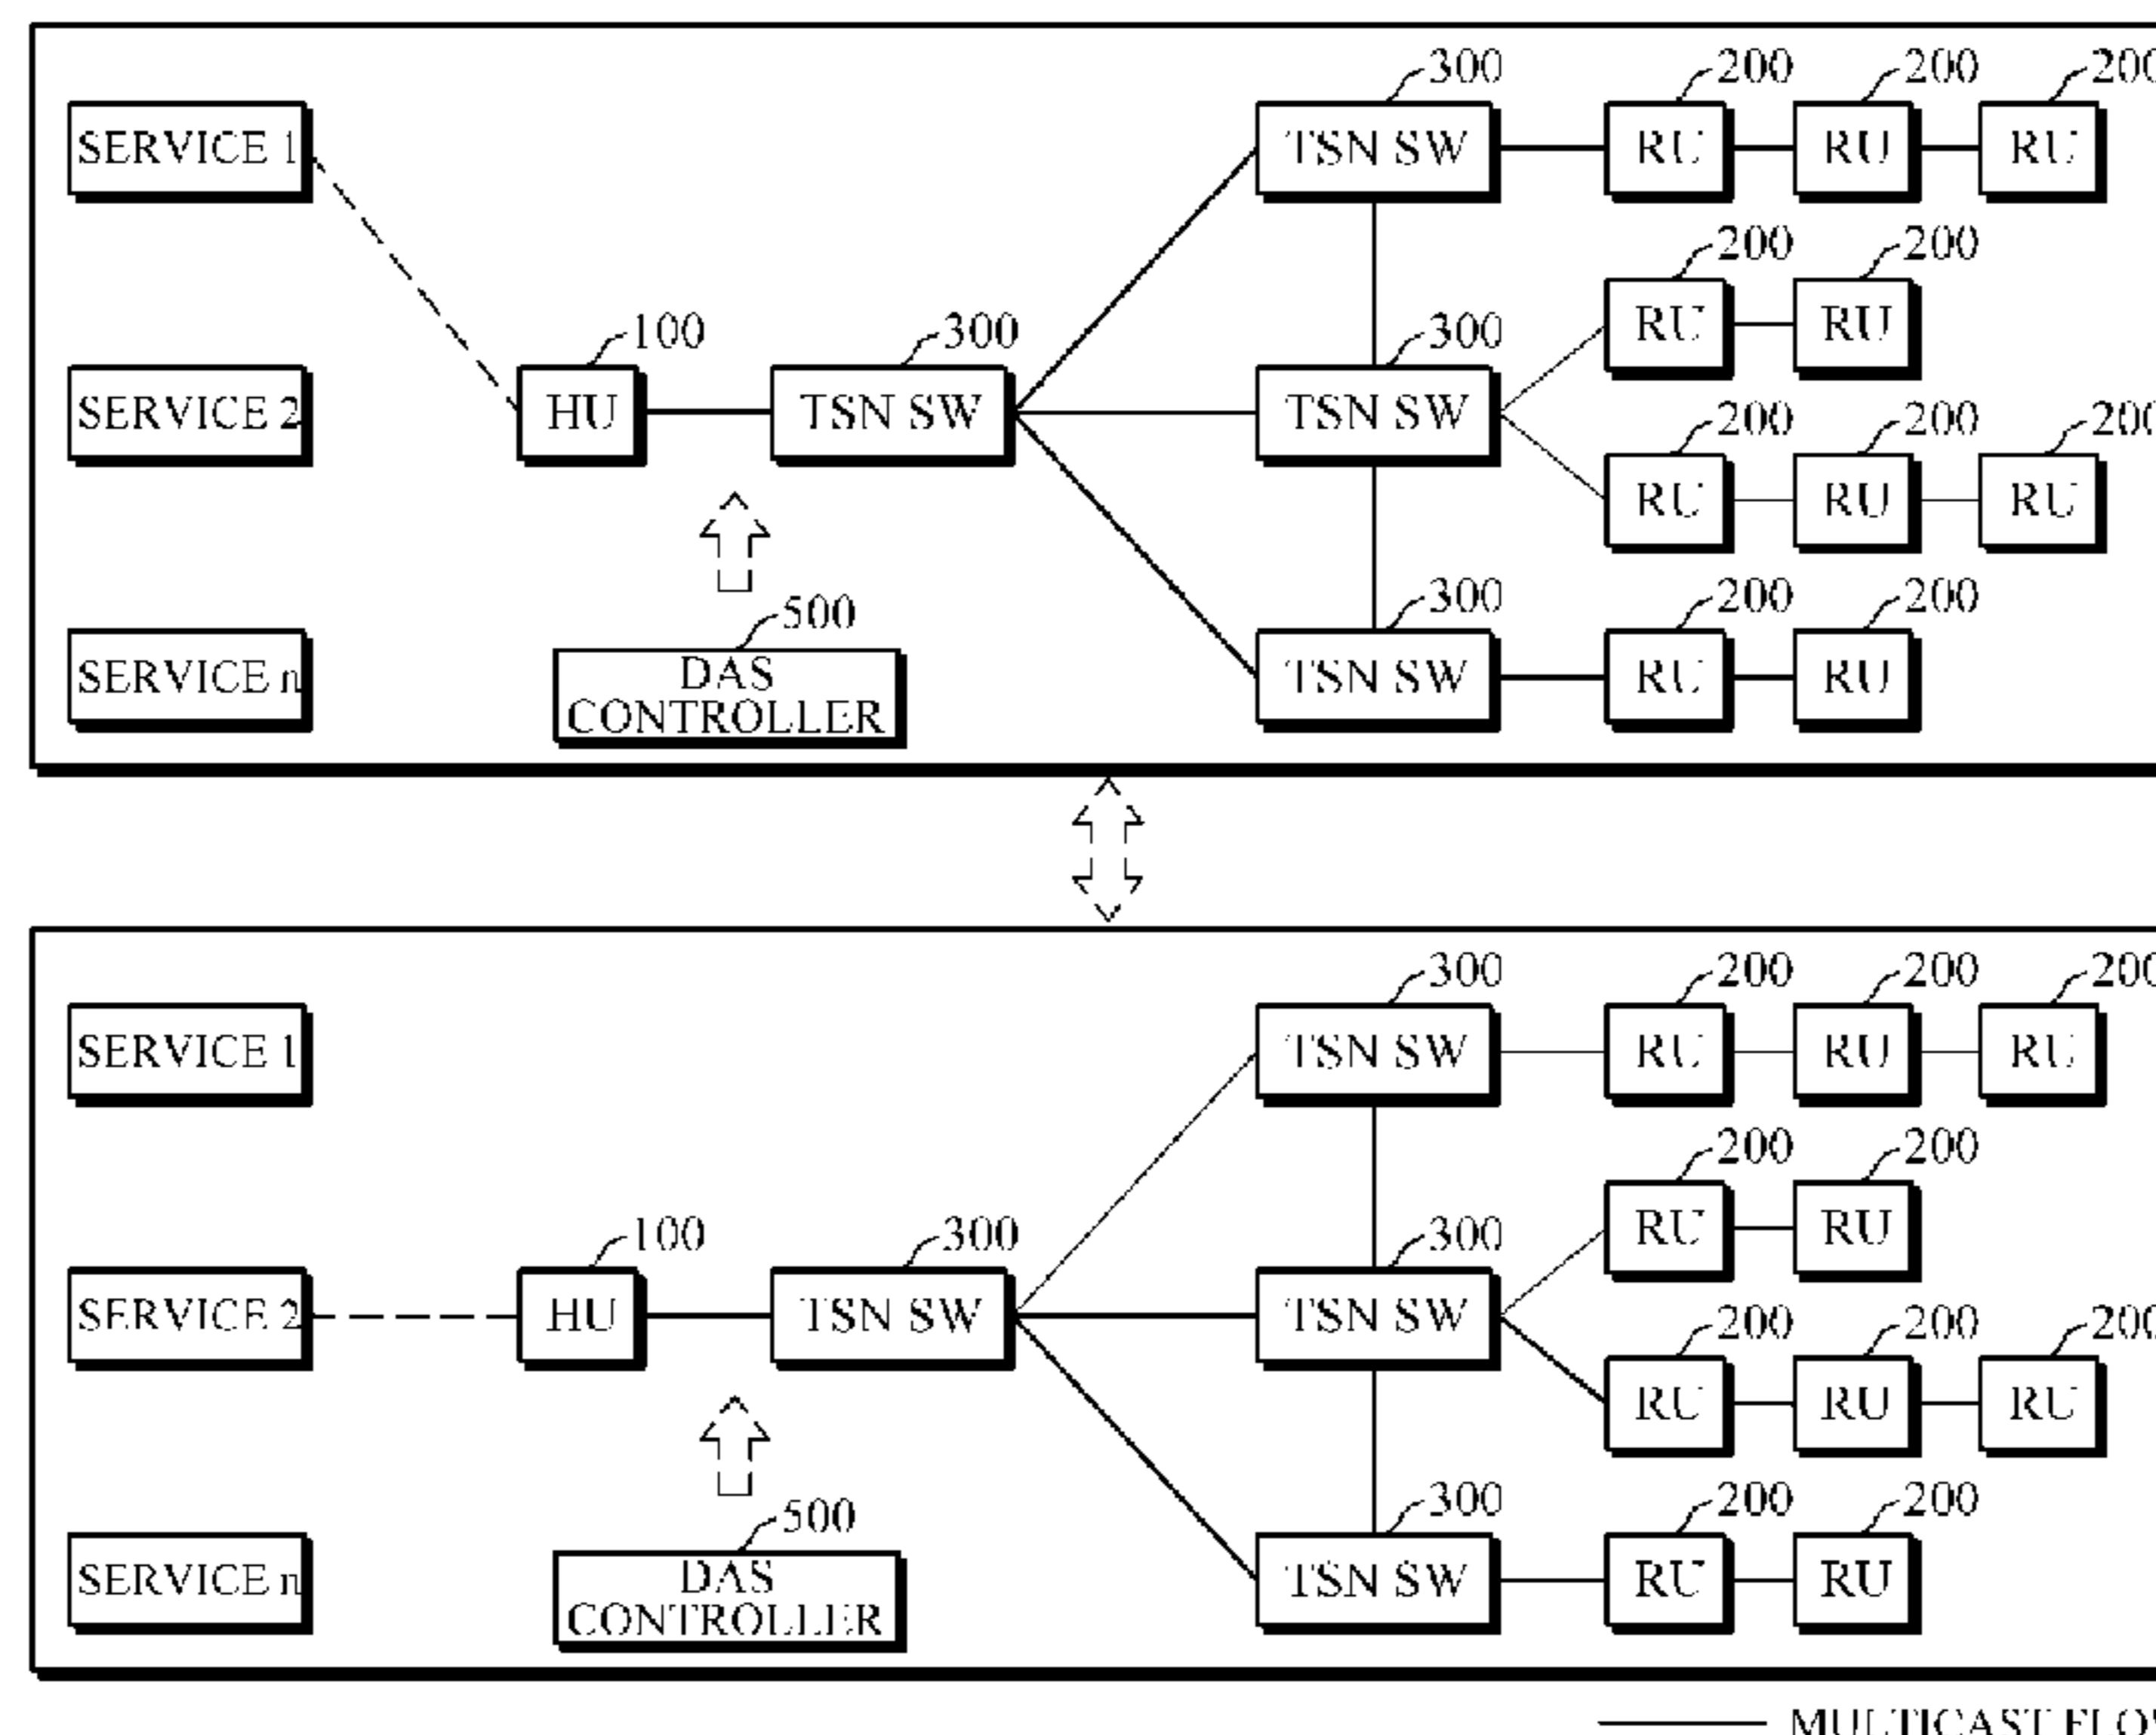 300 200 200 200
SERVICE 1 TSN SW RU RU RU
200 200
RU RU
100 300 300
SERVICE 2 HU TSN SW TSN SW
200 200 200
RU RU RU
500 300 200 200
SERVICE n DAS TSN SW RU RU
CONTROLLER
300 200 200 200
SERVICE 1 TSN SW RU RU RU
200 200
RU RU
100 300 300
SERVICE 2 HU TSN SW TSN SW
200 200 200
RU RU RU
500 300 200 200
SERVICE n DAS TSN SW RU RU
CONTROLLER
MULTICAST